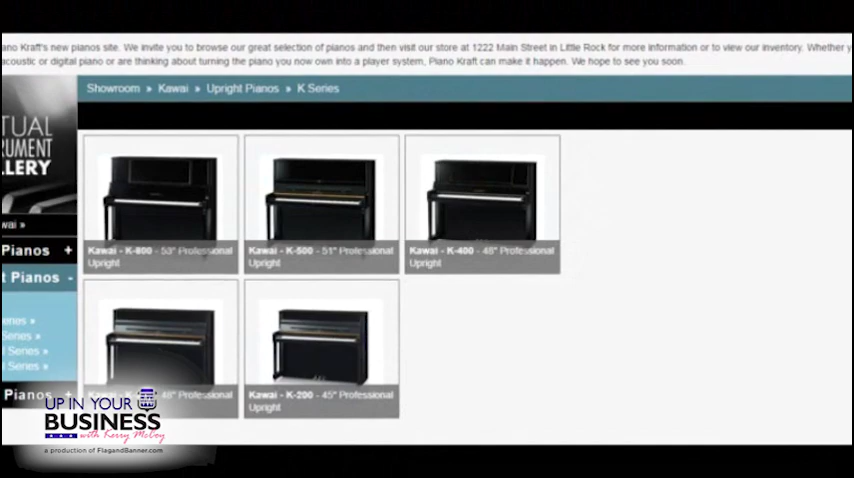 ano Kraft's new pianos site. We invite you to browse our great selection of pianos and then visit our store at 1222 Main Street in Little Rock for more information or to view our inventory. Whether y
acoustic or digital piano or are thinking about turning the piano you now own into a player system, Piano Kraft can make it happen. We hope to see you soon.
Showroom » Kawai » Upright Pianos » K Series
TUAL
RUMENT
LLERY
wai »
Pianos +
t Pianos -
eries »
Series »
l Series »
l Series »
Pianos +
Kawai - K-800 - 53" Professional
Upright
Kawai - K-500 - 51" Professional
Upright
Kawai - K-400 - 48" Professional
Upright
48" Professional
Kawai - K-200 - 45" Professional
Upright
UP IN YOUR
BUSINESS
with Kerry McCoy
a production of FlagandBanner.com